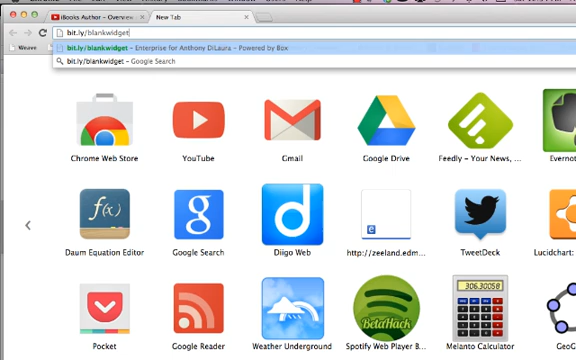 iBooks Author – Overview
New Tab
bit.ly/blankwidget
Weave
bit.ly/blankwidget – Enterprise for Anthony DiLaura – Powered by Box
bit.ly/blankwidget – Google Search
Chrome Web Store
YouTube
Gmail
Google Drive
Feedly – Your News, ...
Evernot
f(x)
g
d
e
Daum Equation Editor
Google Search
Diigo Web
http://zeeland.edm...
TweetDeck
Lucidchart:
BetaHack
306.30058
Pocket
Google Reader
Weather Underground
Spotify Web Player B...
Melanto Calculator
GeoG